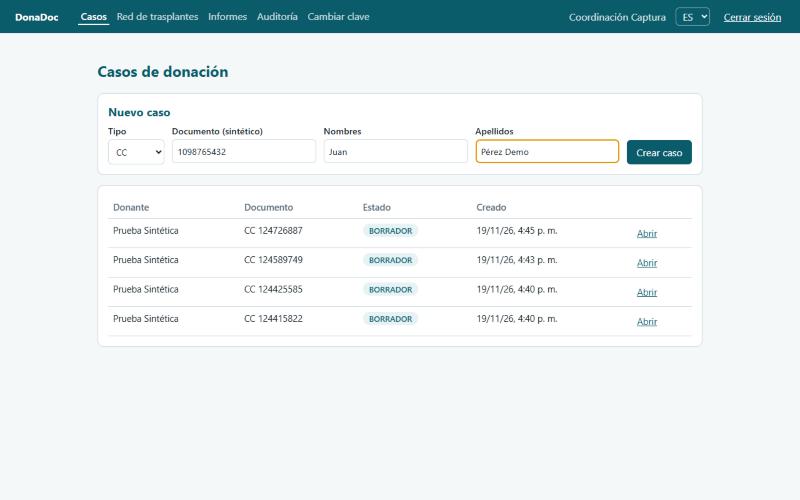 DonaDoc Casos Red de trasplantes Informes Auditoría Cambiar clave Coordinación Captura ES Cerrar sesión
Casos de donación
Nuevo caso
Tipo Documento (sintético) Nombres Apellidos
CC 1098765432 Juan Pérez Demo Crear caso
Donante Documento Estado Creado
Prueba Sintética CC 124726887 BORRADOR 19/11/26, 4:45 p. m. Abrir
Prueba Sintética CC 124589749 BORRADOR 19/11/26, 4:43 p. m. Abrir
Prueba Sintética CC 124425585 BORRADOR 19/11/26, 4:40 p. m. Abrir
Prueba Sintética CC 124415822 BORRADOR 19/11/26, 4:40 p. m. Abrir